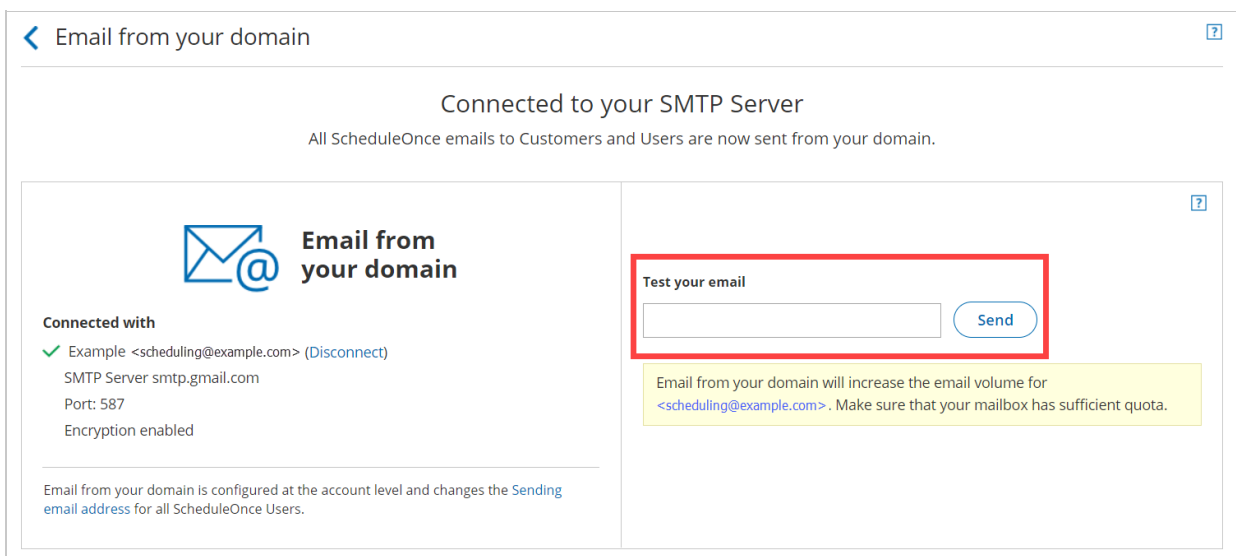 Email from your domain
?
Connected to your SMTP Server
All ScheduleOnce emails to Customers and Users are now sent from your domain.
Email from
your domain
Connected with
Example <scheduling@example.com> (Disconnect)
SMTP Server smtp.gmail.com
Port: 587
Encryption enabled
Email from your domain is configured at the account level and changes the Sending
email address for all ScheduleOnce Users.
?
Test your email
Send
Email from your domain will increase the email volume for
<scheduling@example.com>. Make sure that your mailbox has sufficient quota.